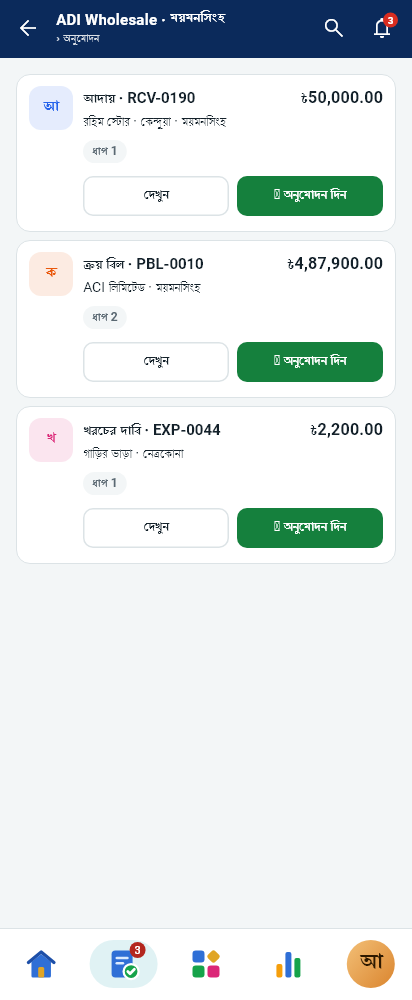 ADI Wholesale · ময়মনসিংহ
› অনুমোদন
3
আ
আদায় · RCV-0190
৳50,000.00
রহিম স্টোর · কেন্দুয়া · ময়মনসিংহ
ধাপ 1
দেখুন
অনুমোদন দিন
ক
ক্রয় বিল · PBL-0010
৳4,87,900.00
ACI লিমিটেড · ময়মনসিংহ
ধাপ 2
দেখুন
অনুমোদন দিন
খ
খরচের দাবি · EXP-0044
৳2,200.00
গাড়ির ভাড়া · নেত্রকোনা
ধাপ 1
দেখুন
অনুমোদন দিন
3
আ